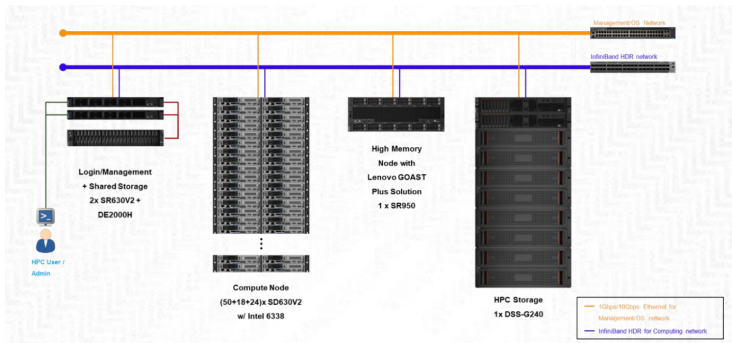 Management/OS Network
InfiniBand HDR network
Login/Management
+ Shared Storage
2x SR630V2 +
DE2000H
High Memory
Node with
Lenovo GOAST
Plus Solution
1 x SR950
>_
HPC User /
Admin
Compute Node
(50+18+24)x SD630V2
w/ Intel 6338
HPC Storage
1x DSS-G240
1Gbps/10Gbps Ethernet for
Management/OS network
InfiniBand HDR for Computing network